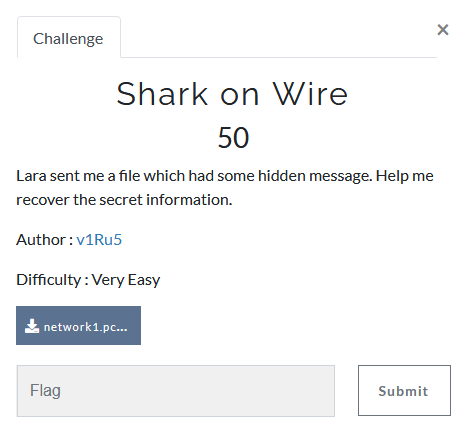 Challenge
×
Shark on Wire
50
Lara sent me a file which had some hidden message. Help me
recover the secret information.
Author : v1Ru5
Difficulty : Very Easy
network1.pc...
Flag
Submit